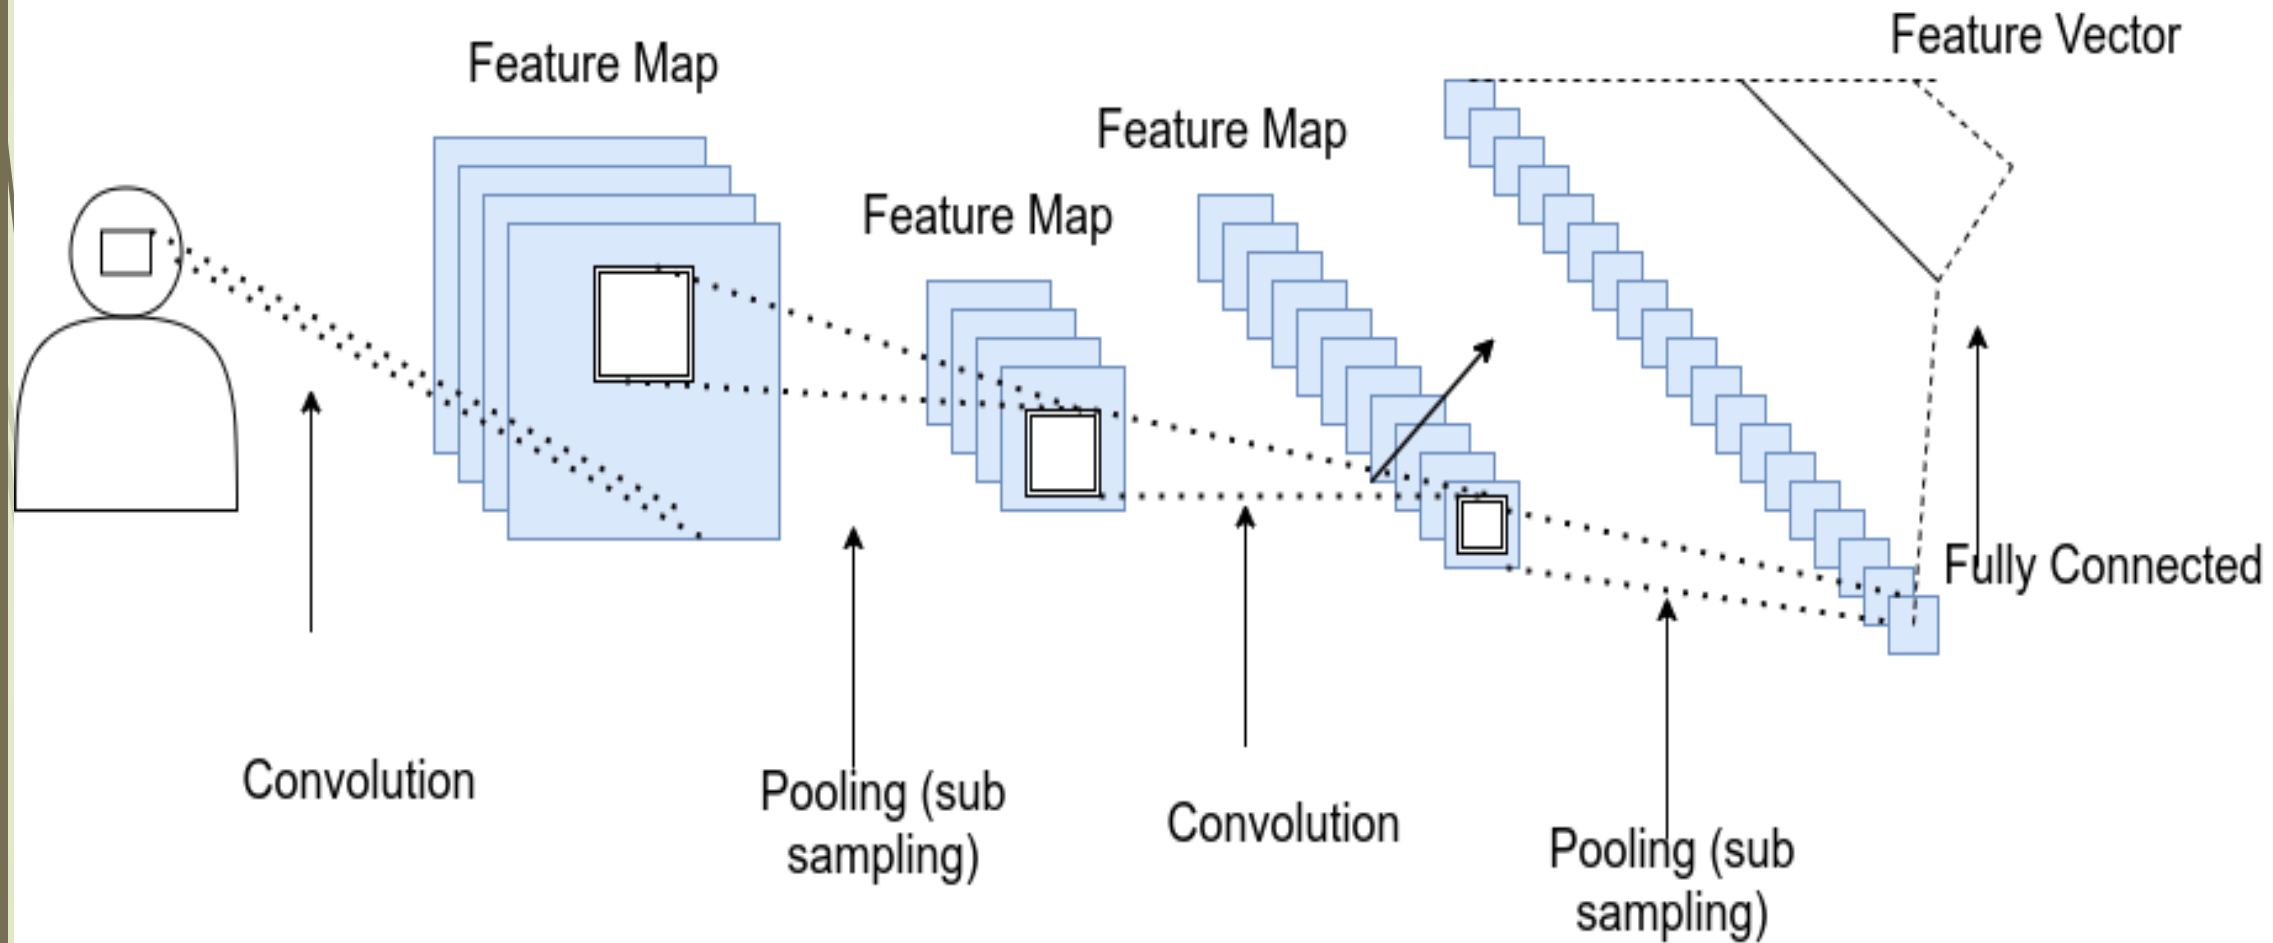 Feature Vector
Feature Map
Feature Map
Feature Map
Fully Connected
Convolution
Pooling (sub
sampling)
Convolution
Pooling (sub
sampling)